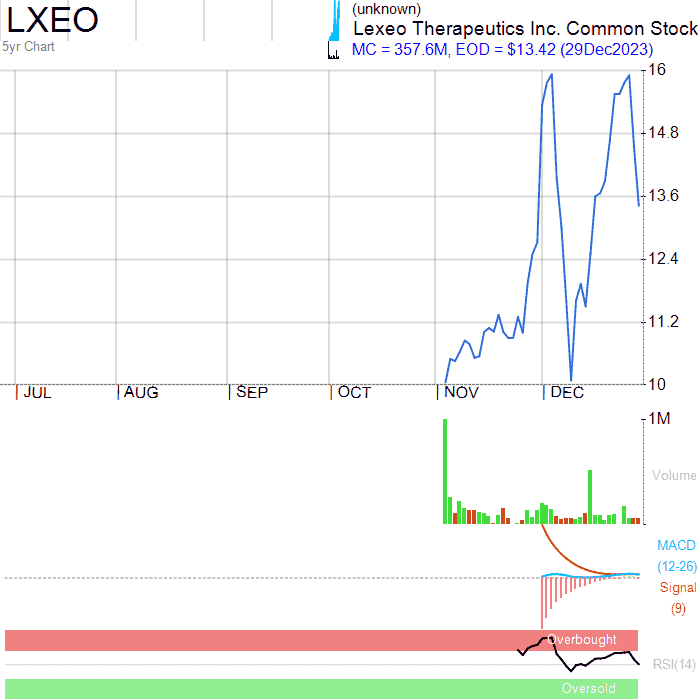 LXEO
5yr Chart
(unknown)
Lexeo Therapeutics Inc. Common Stock
MC = 357.6M, EOD = $13.42 (29Dec2023)
16
14.8
13.6
12.4
11.2
10
JUL AUG SEP OCT NOV DEC
1M
Volume
MACD
(12-26)
Signal
(9)
Overbought
RSI(14)
Oversold